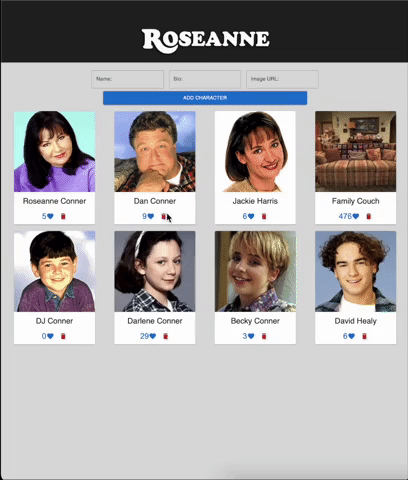 ROSEANNE
Name: Bio: Image URL:
ADD CHARACTER
Roseanne Conner Dan Conner Jackie Harris Family Couch
5 9 6 476
DJ Conner Darlene Conner Becky Conner David Healy
0 29 3 6